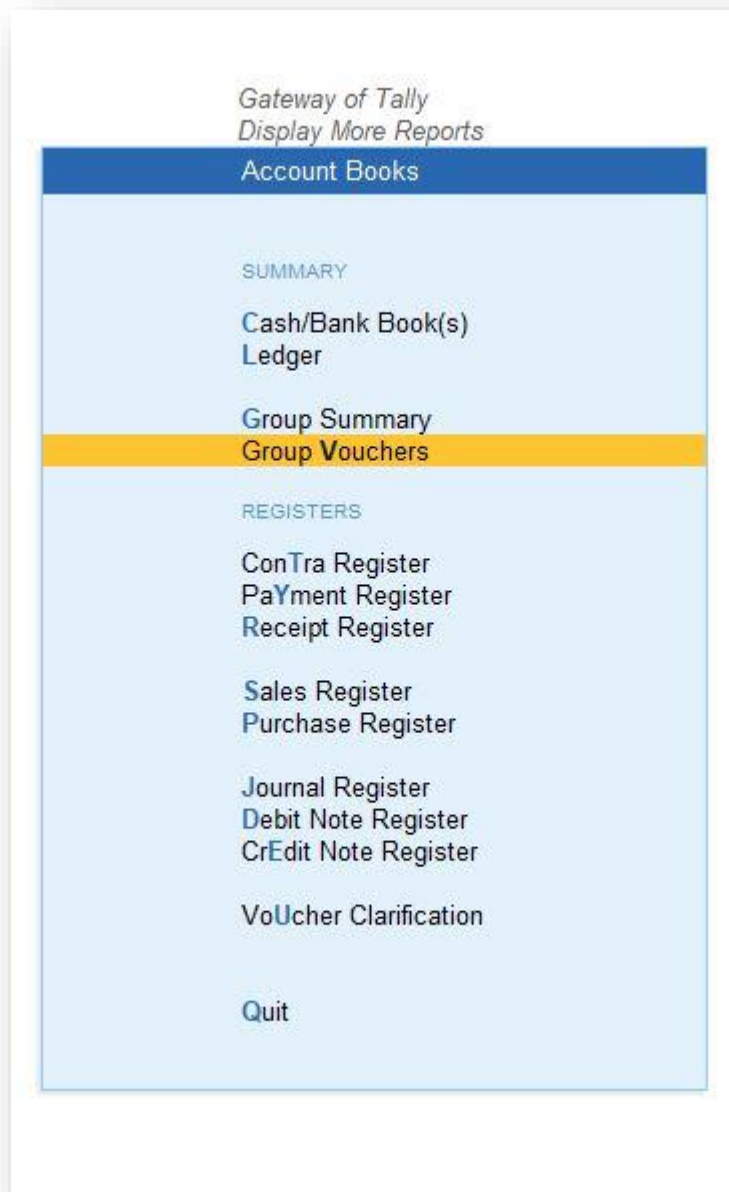 Gateway of Tally
Display More Reports
Account Books
SUMMARY
Cash/Bank Book(s)
Ledger
Group Summary
Group Vouchers
REGISTERS
ConTra Register
PaYment Register
Receipt Register
Sales Register
Purchase Register
Journal Register
Debit Note Register
CrEdit Note Register
VoUcher Clarification
Quit